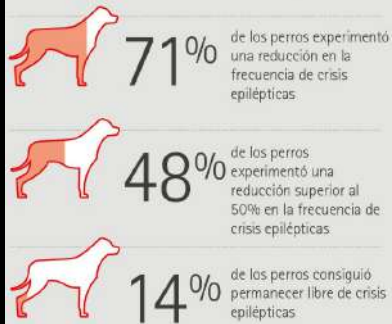 71%
de los perros experimentó
una reducción en la
frecuencia de crisis
epilépticas
48%
de los perros
experimentó una
reducción superior al
50% en la frecuencia de
crisis epilépticas
14%
de los perros consiguió
permanecer libre de crisis
epilépticas